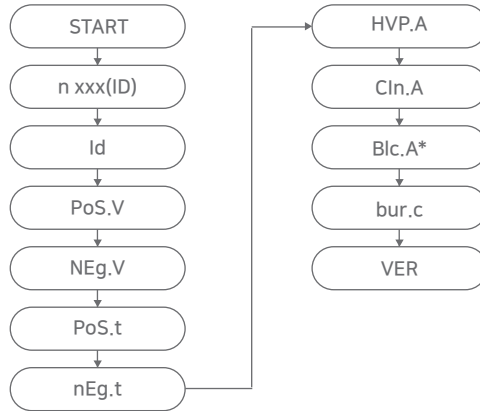 START
n xxx(ID)
Id
PoS.V
NEg.V
PoS.t
nEg.t
HVP.A
CIn.A
Blc.A*
bur.c
VER